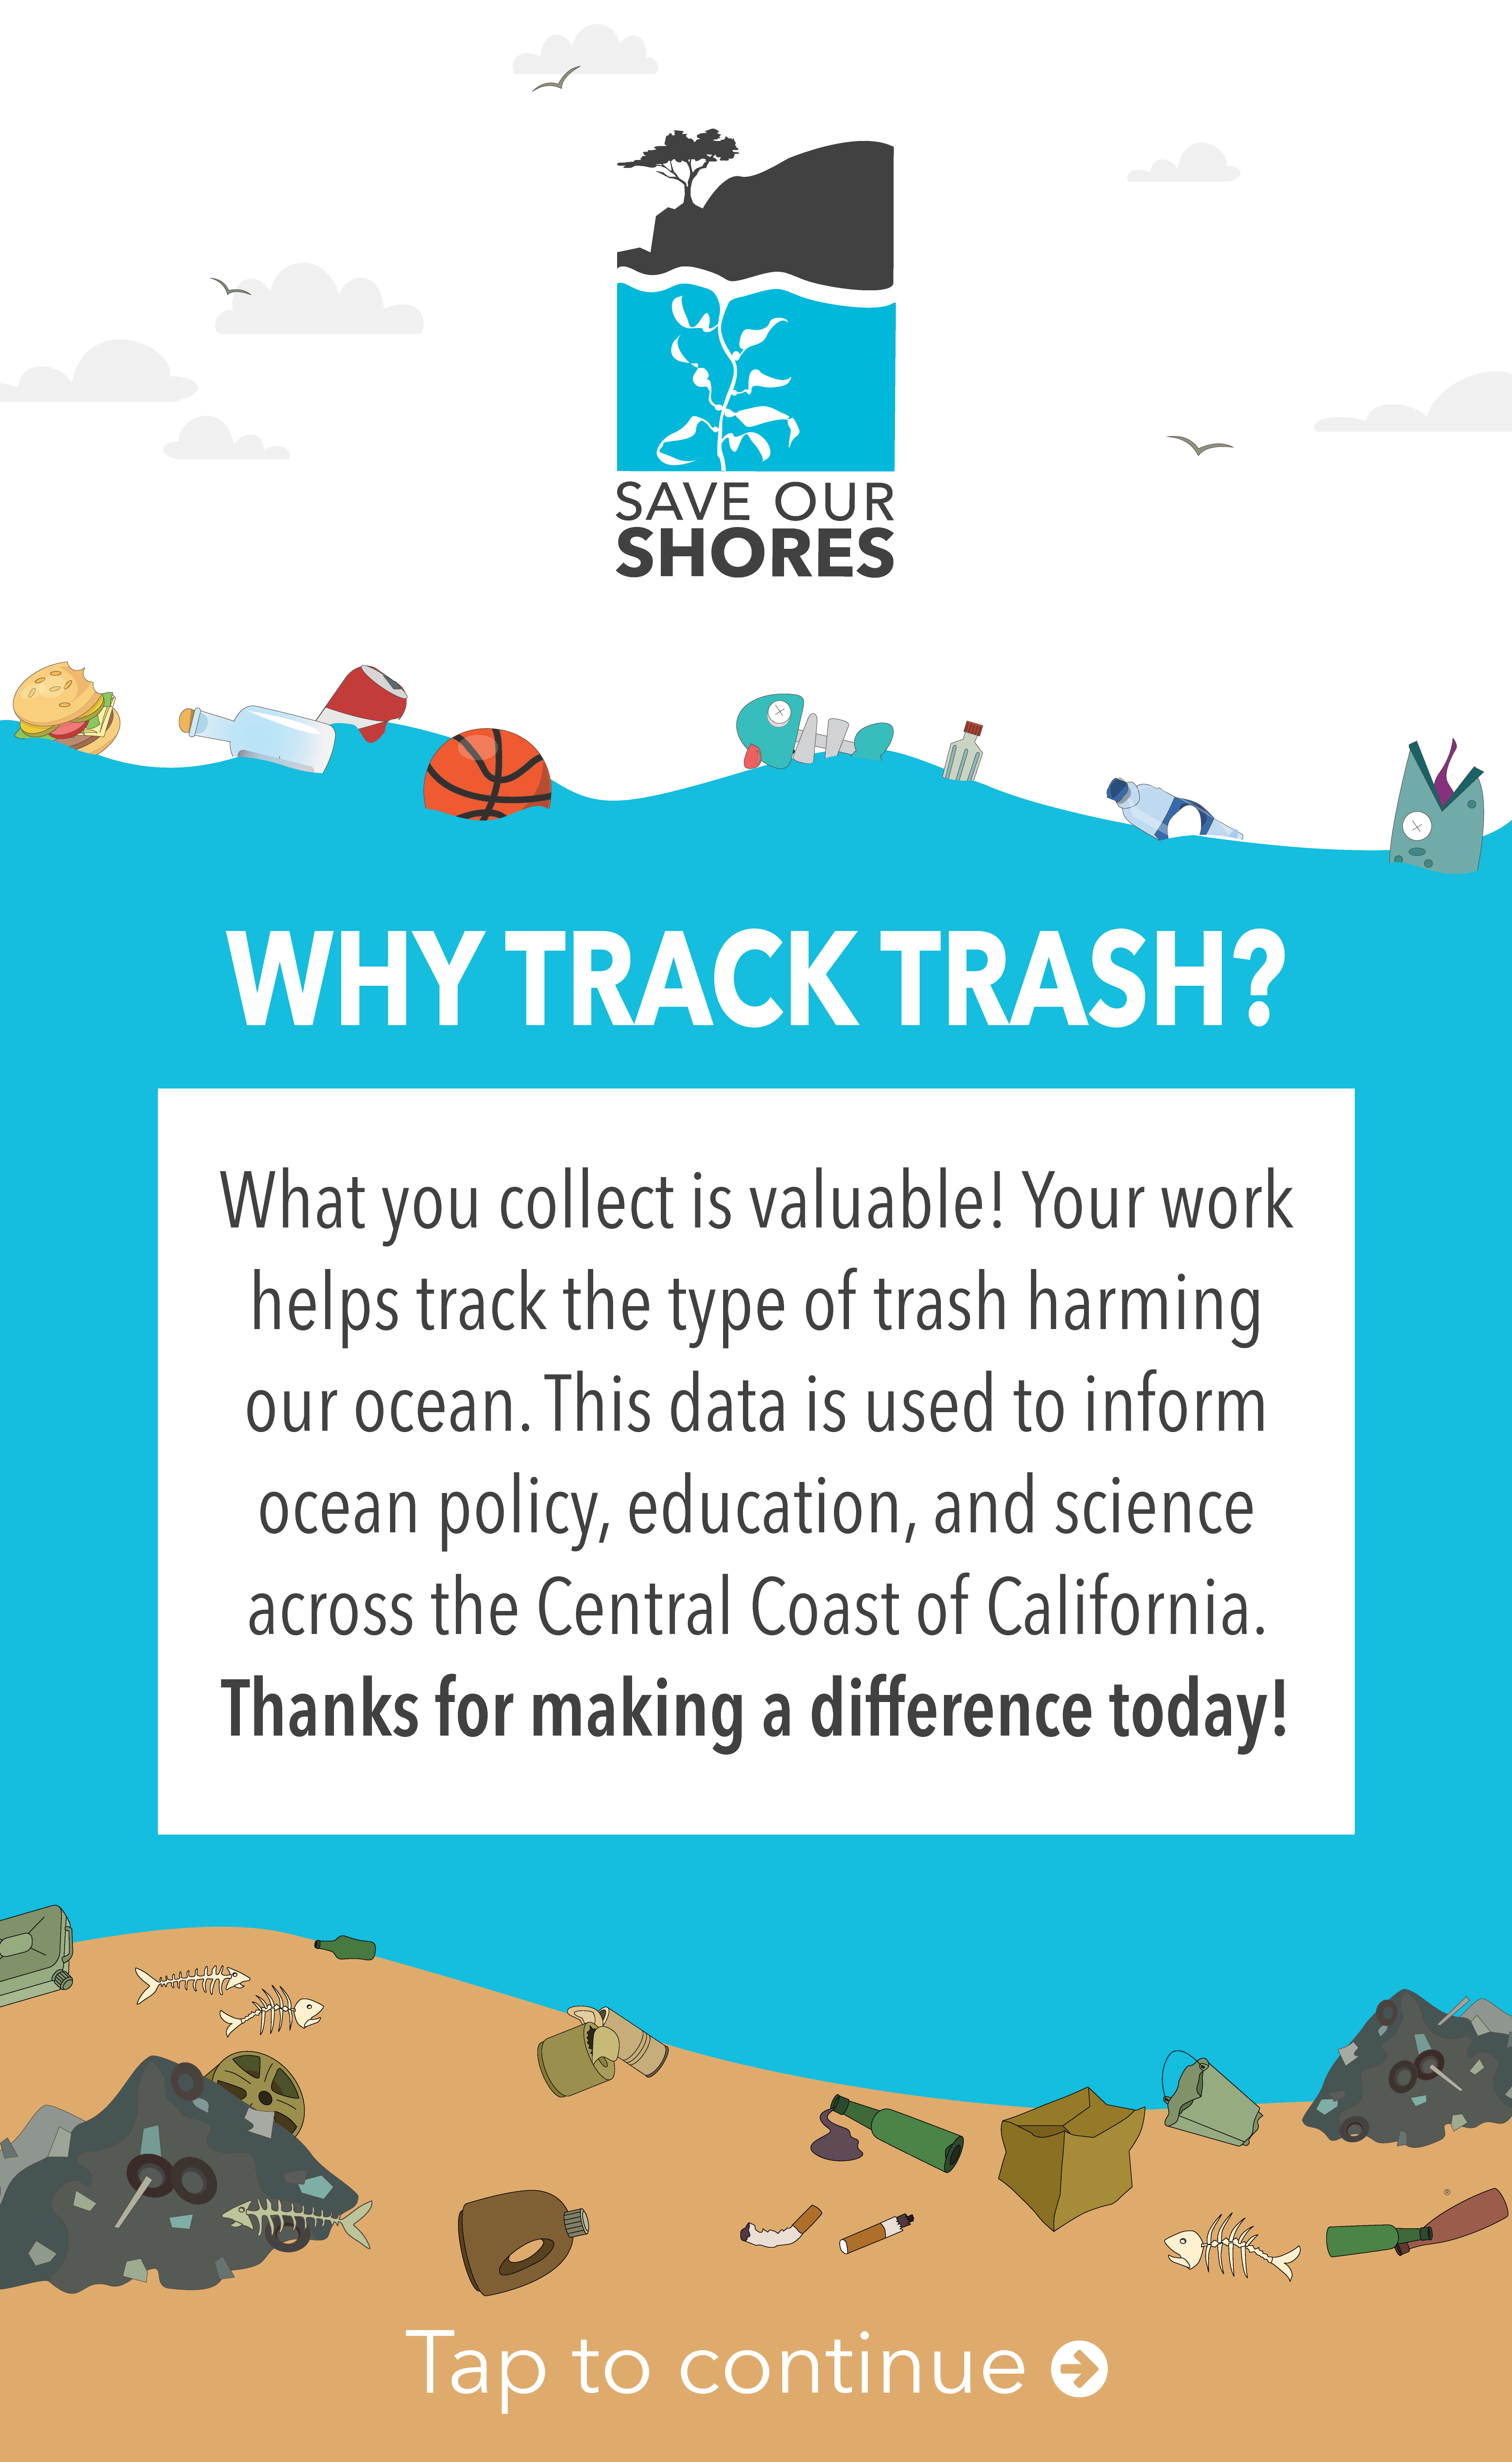 SAVE OUR
SHORES
WHY TRACK TRASH?
What you collect is valuable! Your work
helps track the type of trash harming
our ocean. This data is used to inform
ocean policy, education, and science
across the Central Coast of California.
Thanks for making a difference today!
®
Tap to continue